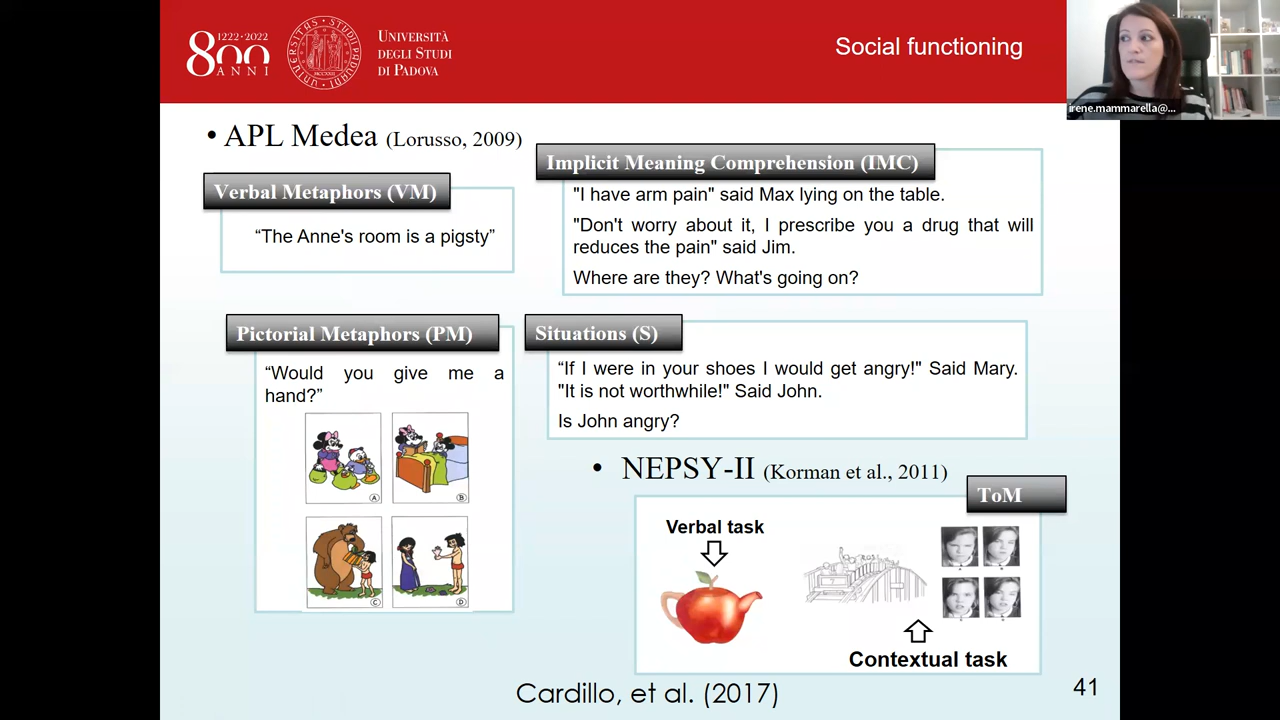 1222·2022
800
ANNI
UNIVERSITÀ
DEGLI STUDI
DI PADOVA
Social functioning
irene.mammarella@...
• APL Medea (Lorusso, 2009)
Verbal Metaphors (VM)
“The Anne's room is a pigsty”
Implicit Meaning Comprehension (IMC)
"I have arm pain" said Max lying on the table.
"Don't worry about it, I prescribe you a drug that will
reduces the pain" said Jim.
Where are they? What's going on?
Pictorial Metaphors (PM)
“Would you give me a
hand?”
A
B
C
D
Situations (S)
“If I were in your shoes I would get angry!" Said Mary.
"It is not worthwhile!" Said John.
Is John angry?
• NEPSY-II (Korman et al., 2011)
ToM
Verbal task
Contextual task
Cardillo, et al. (2017)
41